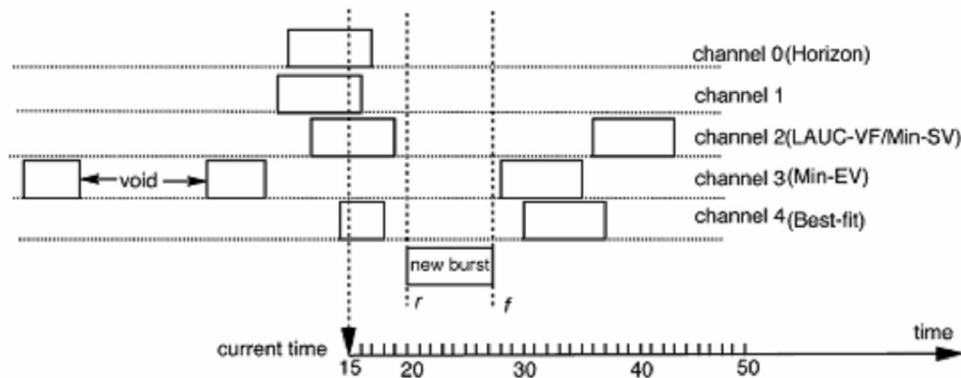 channel 0(Horizon)
channel 1
channel 2(LAUC-VF/Min-SV)
void
channel 3(Min-EV)
channel 4(Best-fit)
new burst
r
f
current time
time
15
20
30
40
50